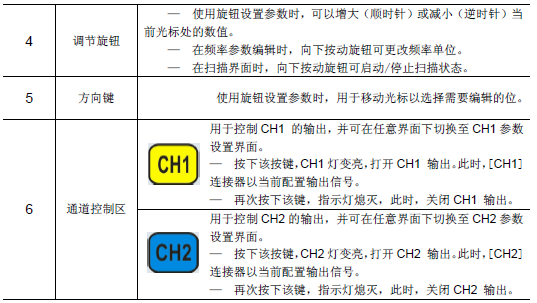 4
调节旋钮
— 使用旋钮设置参数时，可以增大（顺时针）或减小（逆时针）当
前光标处的数值。
— 在频率参数编辑时，向下按动旋钮可更改频率单位。
— 在扫描界面时，向下按动旋钮可启动/停止扫描状态。
5
方向键
使用旋钮设置参数时，用于移动光标以选择需要编辑的位。
6
通道控制区
CH1
用于控制 CH1 的输出，并可在任意界面下切换至 CH1 参数
设置界面。
— 按下该按键，CH1 灯变亮，打开 CH1 输出。此时，[CH1]
连接器以当前配置输出信号。
— 再次按下该键，指示灯熄灭，此时，关闭 CH1 输出。
CH2
用于控制 CH2 的输出，并可在任意界面下切换至 CH2 参数
设置界面。
— 按下该按键，CH2 灯变亮，打开 CH2 输出。此时，[CH2]
连接器以当前配置输出信号。
— 再次按下该键，指示灯熄灭，此时，关闭 CH2 输出。